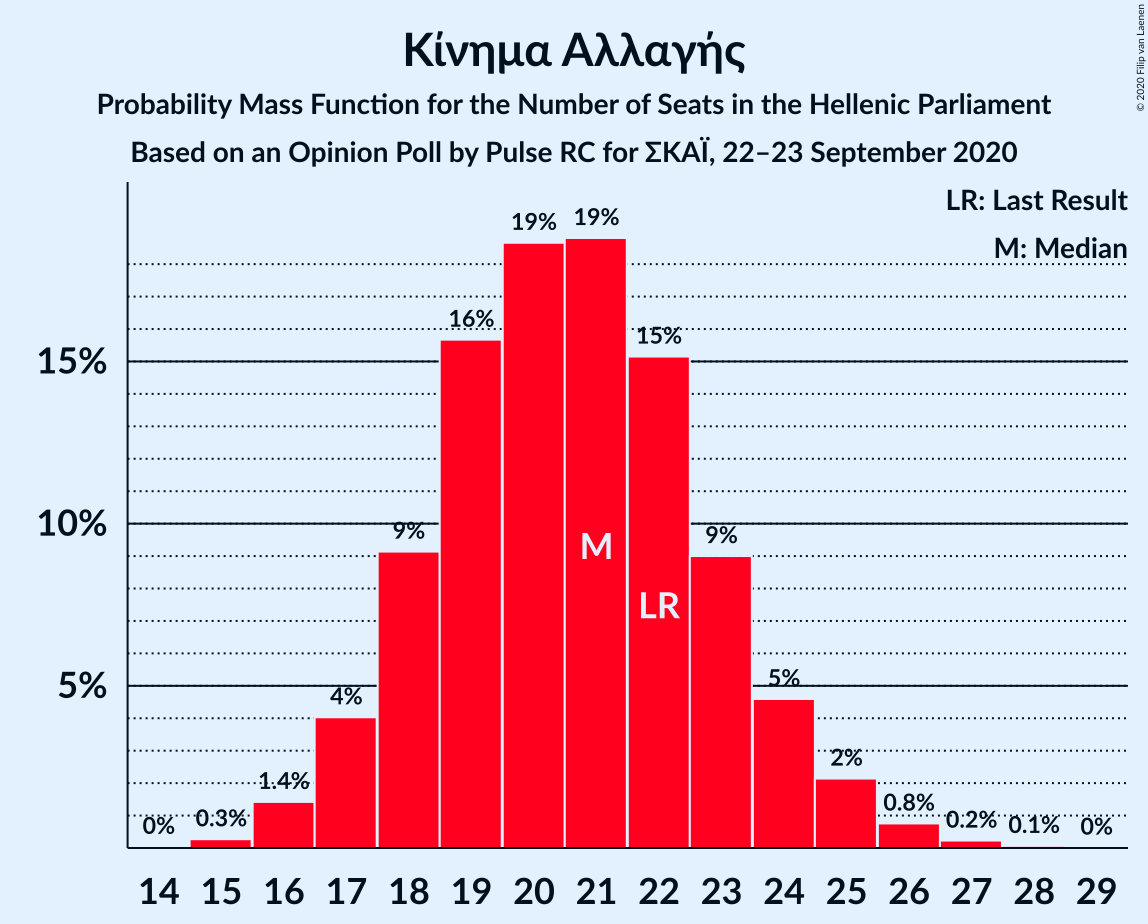 Κίνημα Αλλαγής
Probability Mass Function for the Number of Seats in the Hellenic Parliament
Based on an Opinion Poll by Pulse RC for ΣΚΑΪ, 22–23 September 2020
© 2020 Filip van Laenen
LR: Last Result
M: Median
15%
10%
5%
0%
0.3%
1.4%
4%
9%
16%
19%
19%
15%
9%
5%
2%
0.8%
0.2%
0.1%
0%
M
LR
14 15 16 17 18 19 20 21 22 23 24 25 26 27 28 29